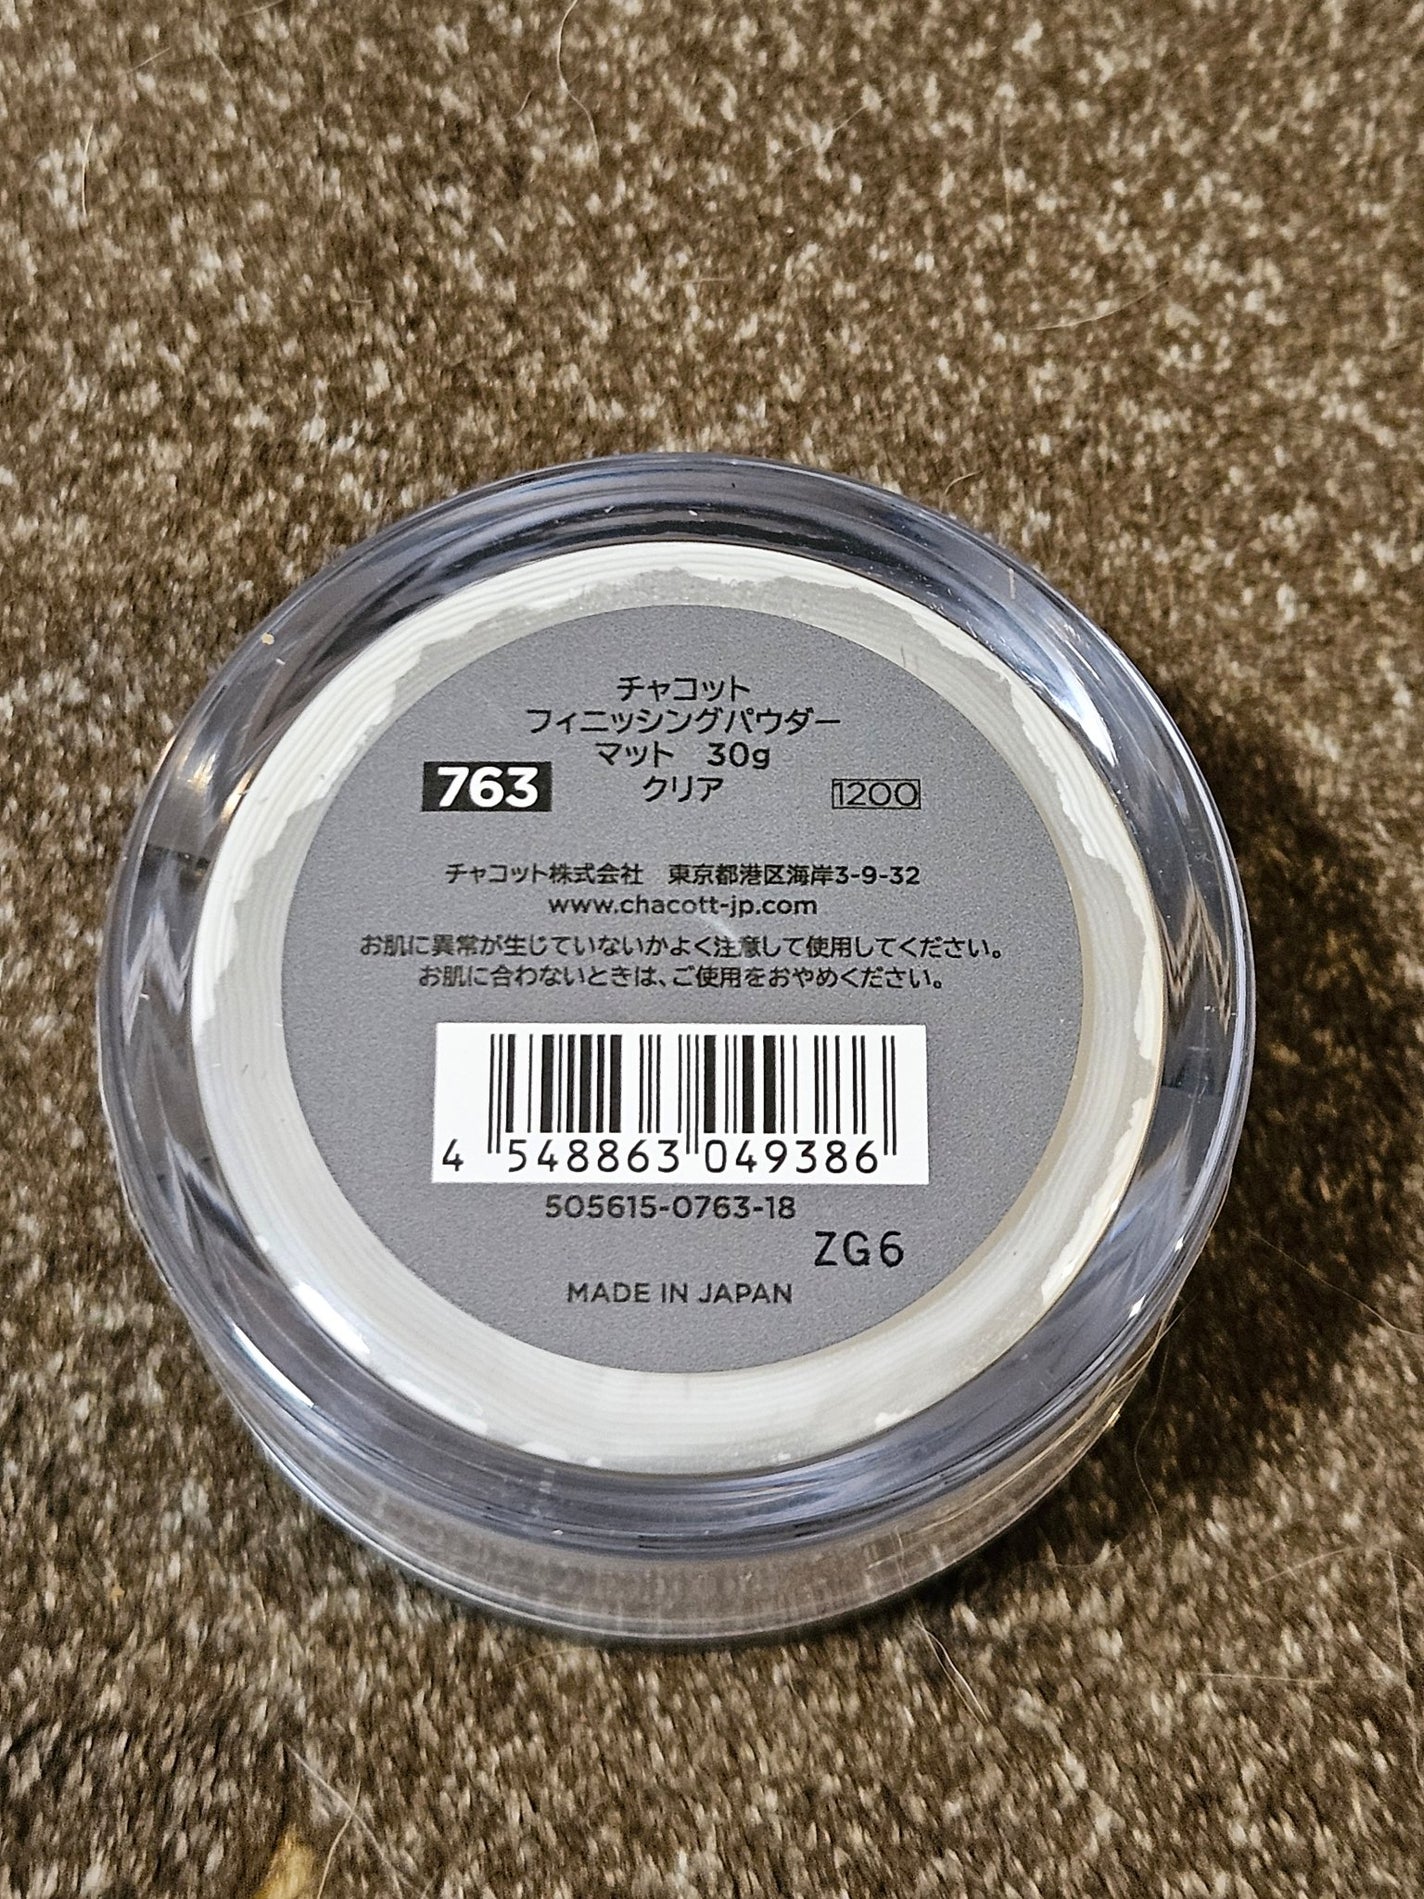 チャコット
フィニッシングパウダー
マット 30g
763 クリア 1200
チャコット株式会社 東京都港区海岸3-9-32
www.chacott-jp.com
お肌に異常が生じていないかよく注意して使用してください。
お肌に合わないときは、ご使用をおやめください。
4 548863 049386
505615-0763-18
ZG6
MADE IN JAPAN